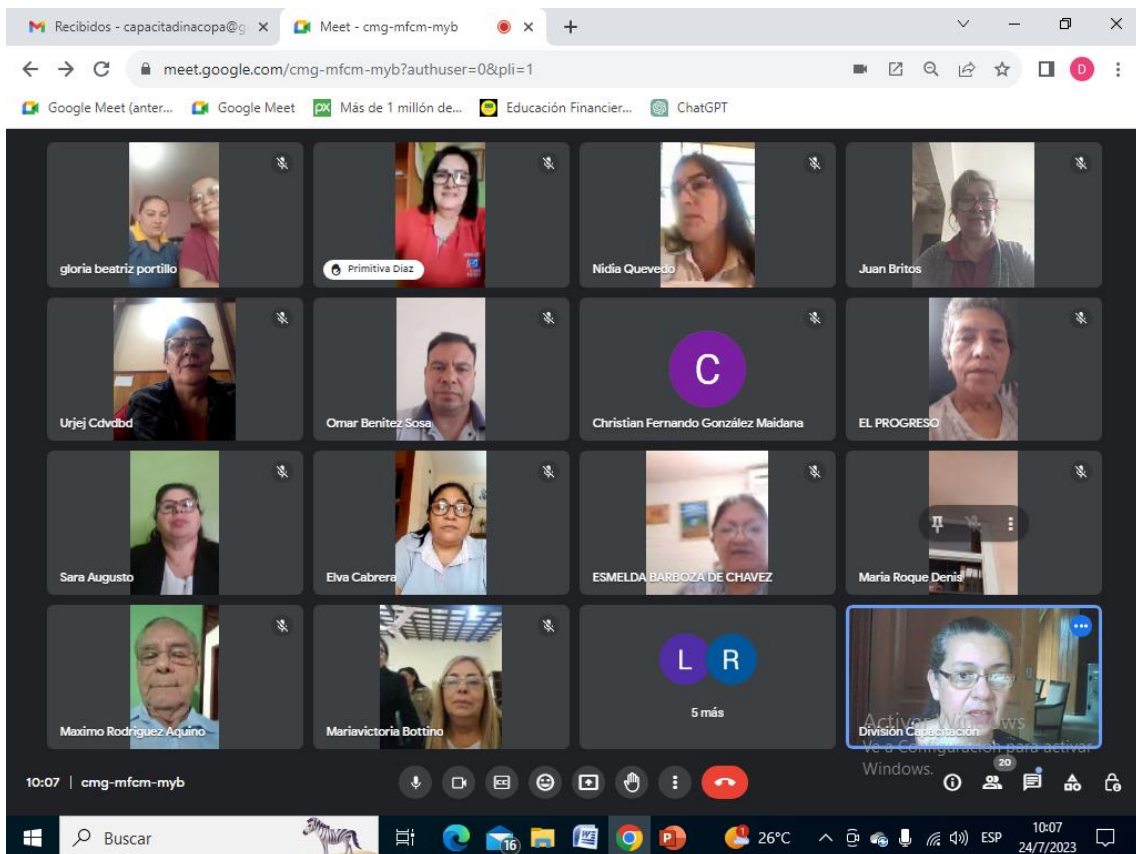 Recibidos - capacitadinacopa@g
Meet - cmg-mfcm-myb
meet.google.com/cmg-mfcm-myb?authuser=0&pli=1
D
Google Meet (anter...
Google Meet
px
Más de 1 millón de...
Educación Financier...
ChatGPT
gloria beatriz portillo
Primitiva Diaz
Nidia Quevedo
Juan Britos
Urjej Cdvdbd
Omar Benitez Sosa
C
Christian Fernando González Maidana
EL PROGRESO
Sara Augusto
Elva Cabrera
ESMELDA BARBOZA DE CHAVEZ
Maria Roque Denis
Maximo Rodriguez Aquino
Mariavictoria Bottino
L R
5 más
División Capacitación
Activar Windows
Ve a Configuración para activar
Windows.
10:07 | cmg-mfcm-myb
20
Buscar
16
26°C
ESP
10:07
24/7/2023